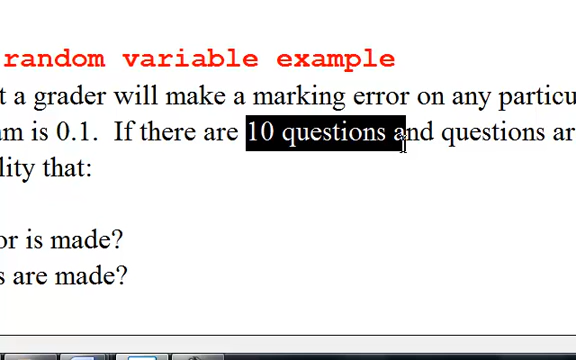 random variable example
t a grader will make a marking error on any particu
am is 0.1. If there are 10 questions and questions ar
lity that:
or is made?
s are made?